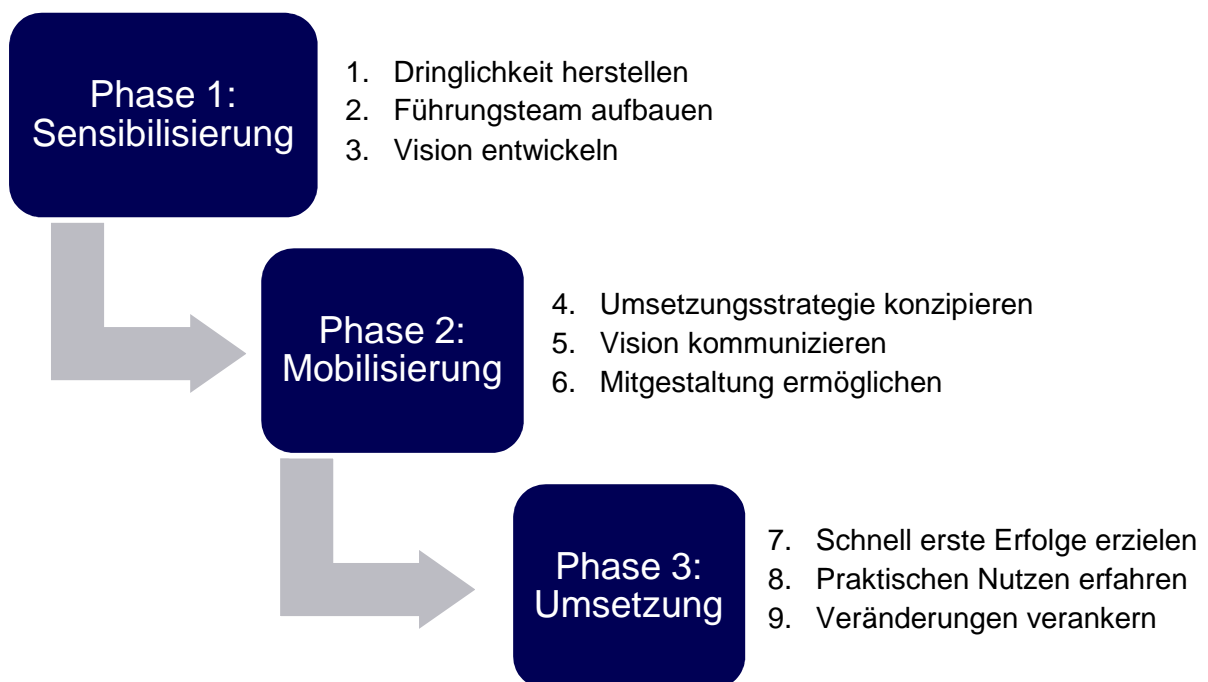 Phase 1:
Sensibilisierung
1. Dringlichkeit herstellen
2. Führungsteam aufbauen
3. Vision entwickeln
Phase 2:
Mobilisierung
4. Umsetzungsstrategie konzipieren
5. Vision kommunizieren
6. Mitgestaltung ermöglichen
Phase 3:
Umsetzung
7. Schnell erste Erfolge erzielen
8. Praktischen Nutzen erfahren
9. Veränderungen verankern